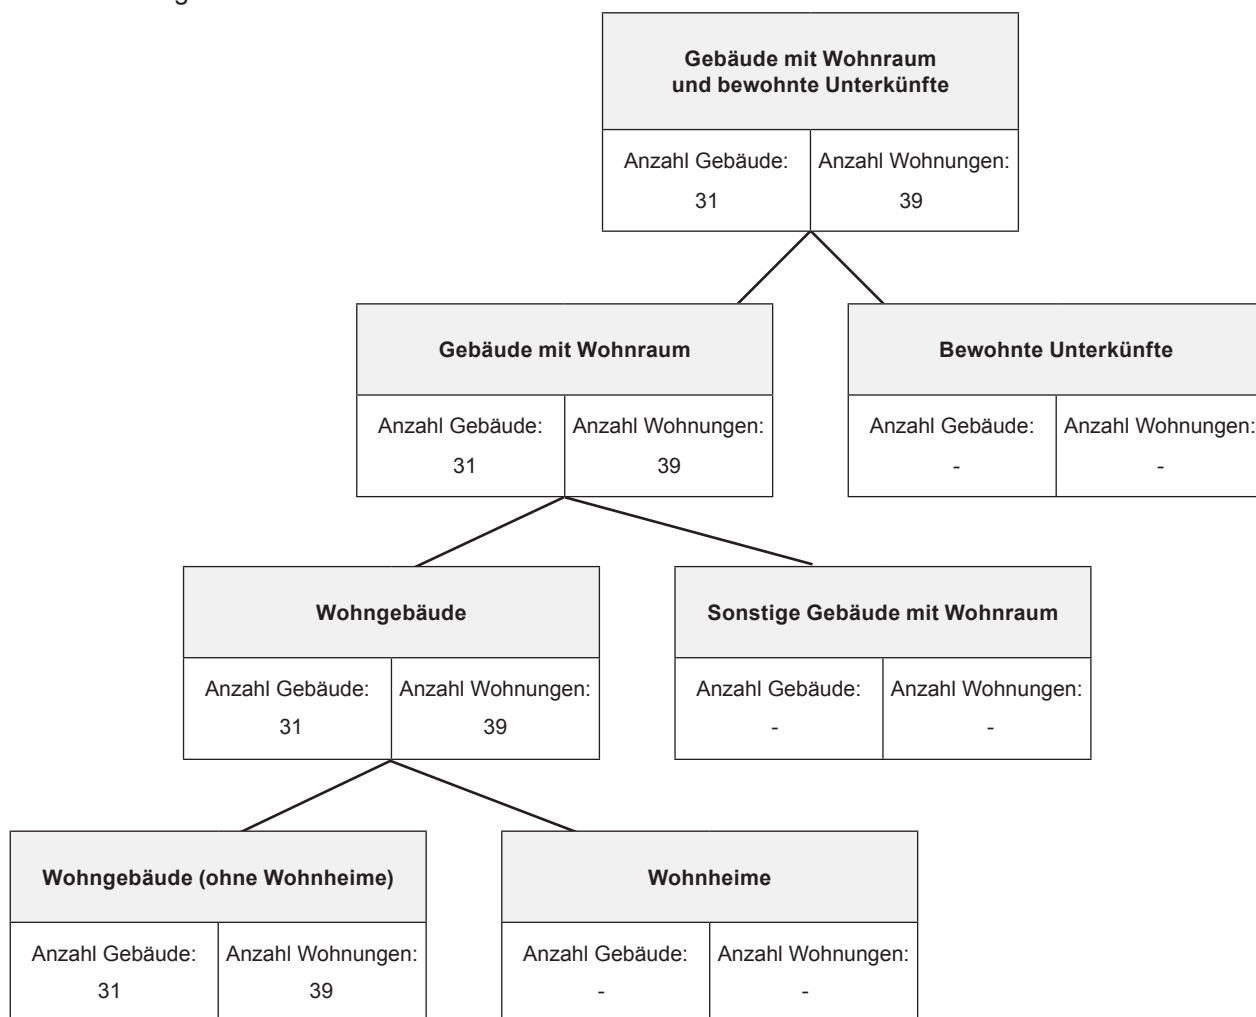 Gebäude mit Wohnraum
und bewohnte Unterkünfte
Anzahl Gebäude: Anzahl Wohnungen:
31 39
Gebäude mit Wohnraum Bewohnte Unterkünfte
Anzahl Gebäude: Anzahl Wohnungen: Anzahl Gebäude: Anzahl Wohnungen:
31 39 - -
Wohngebäude Sonstige Gebäude mit Wohnraum
Anzahl Gebäude: Anzahl Wohnungen: Anzahl Gebäude: Anzahl Wohnungen:
31 39 - -
Wohngebäude (ohne Wohnheime) Wohnheime
Anzahl Gebäude: Anzahl Wohnungen: Anzahl Gebäude: Anzahl Wohnungen:
31 39 - -